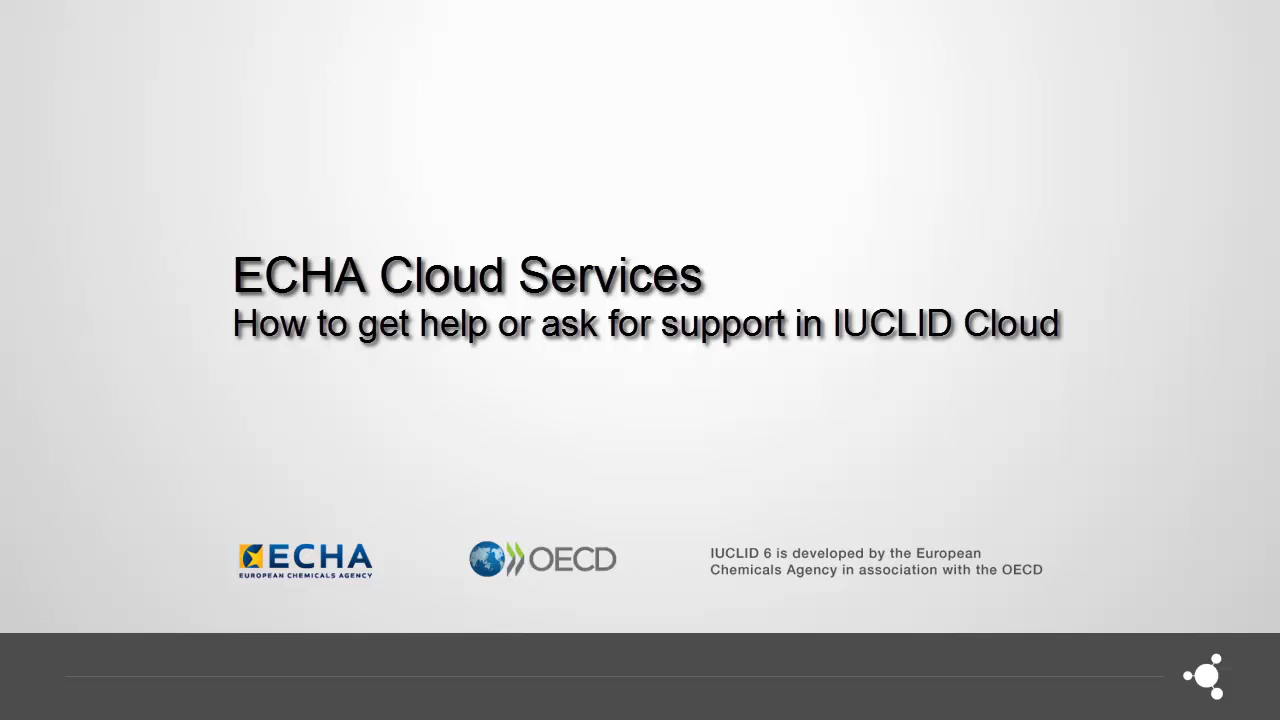 ECHA Cloud Services
How to get help or ask for support in IUCLID Cloud
ECHA
EUROPEAN CHEMICALS AGENCY
OECD
IUCLID 6 is developed by the European
Chemicals Agency in association with the OECD